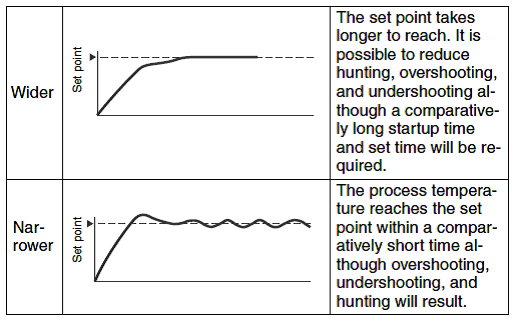 Wider
Set point
The set point takes
longer to reach. It is
possible to reduce
hunting, overshooting,
and undershooting al-
though a comparative-
ly long startup time
and set time will be re-
quired.
Nar-
rower
Set point
The process tempera-
ture reaches the set
point within a compar-
atively short time al-
though overshooting,
undershooting, and
hunting will result.